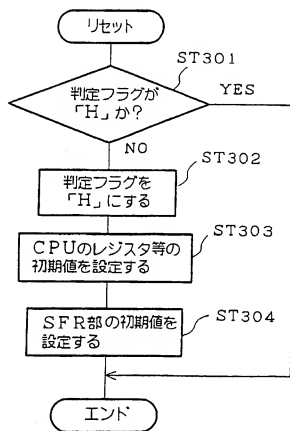 リセット
ST301
判定フラグが
「H」か？
YES
NO
ST302
判定フラグを
「H」にする
ST303
CPUのレジスタ等の
初期値を設定する
ST304
SFR部の初期値を
設定する
エンド